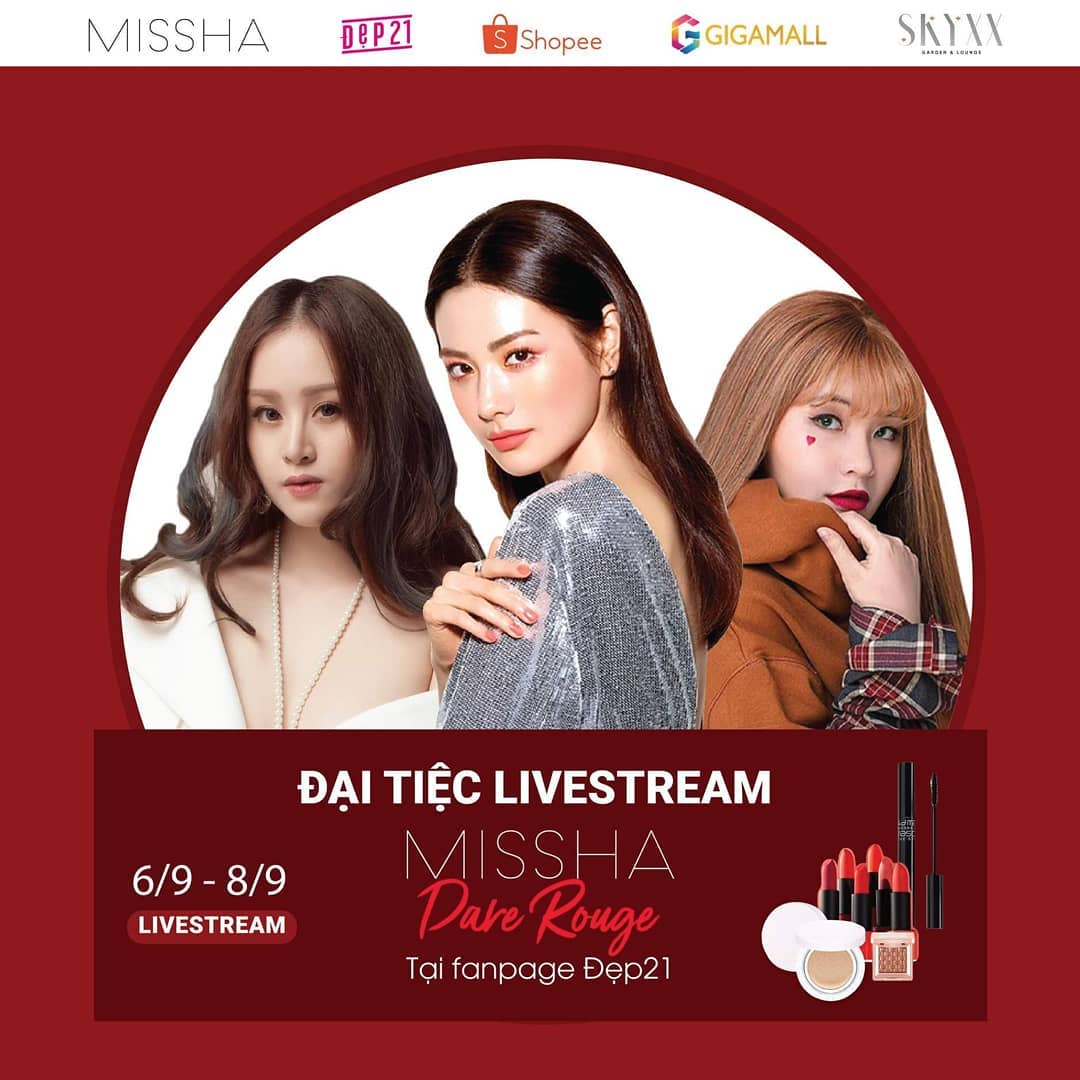 MISSHA
ĐẸP21
S Shopee
GIGAMALL
SKYXX
GARDEN & LOUNGE
ĐẠI TIỆC LIVESTREAM
MISSHA
Dare Rouge
Tại fanpage Đẹp21
6/9 - 8/9
LIVESTREAM